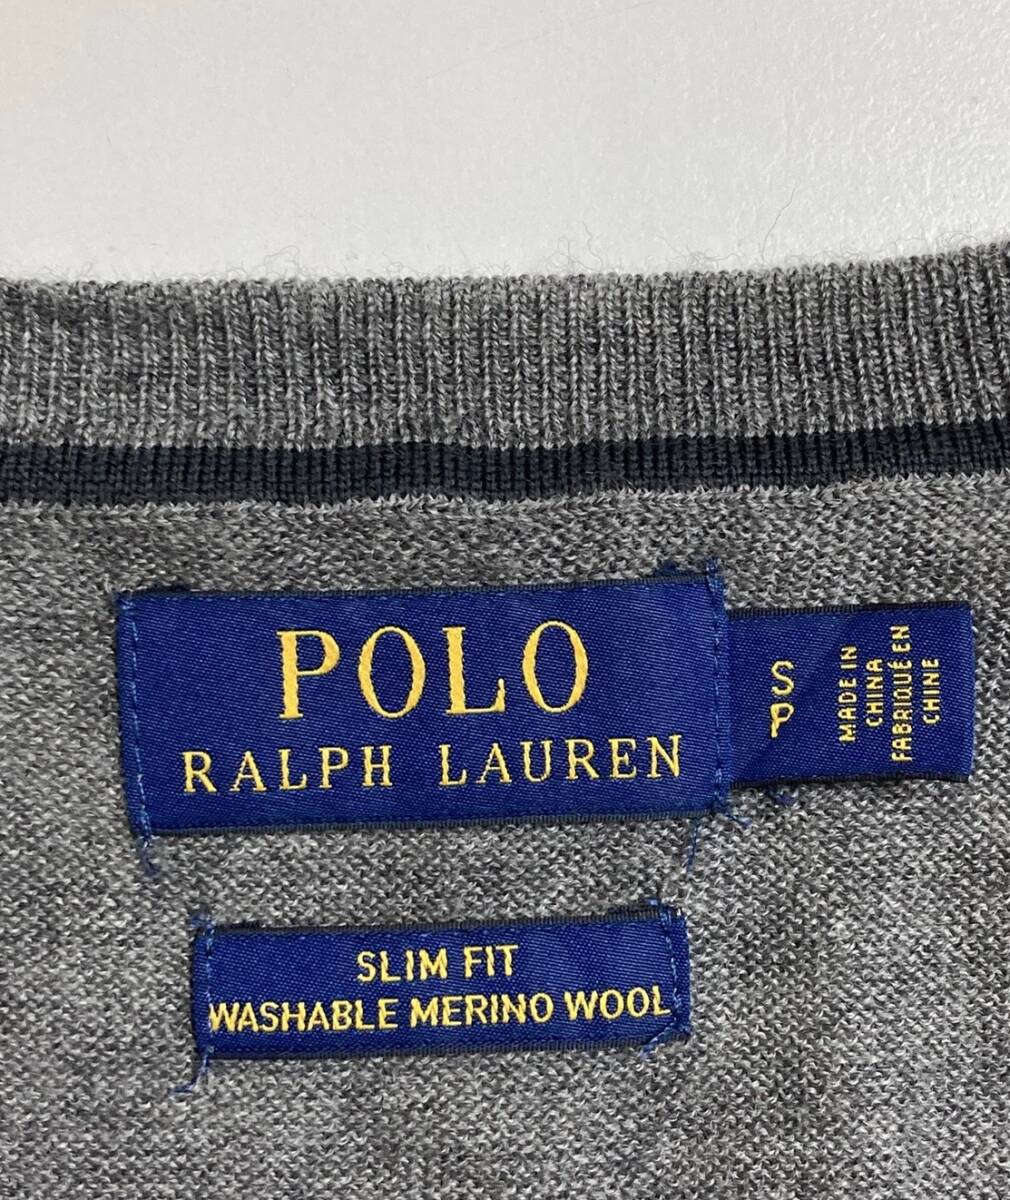 POLO
RALPH LAUREN
S
P
MADE IN
CHINA
FABRIQUÉ EN
CHINE
SLIM FIT
WASHABLE MERINO WOOL